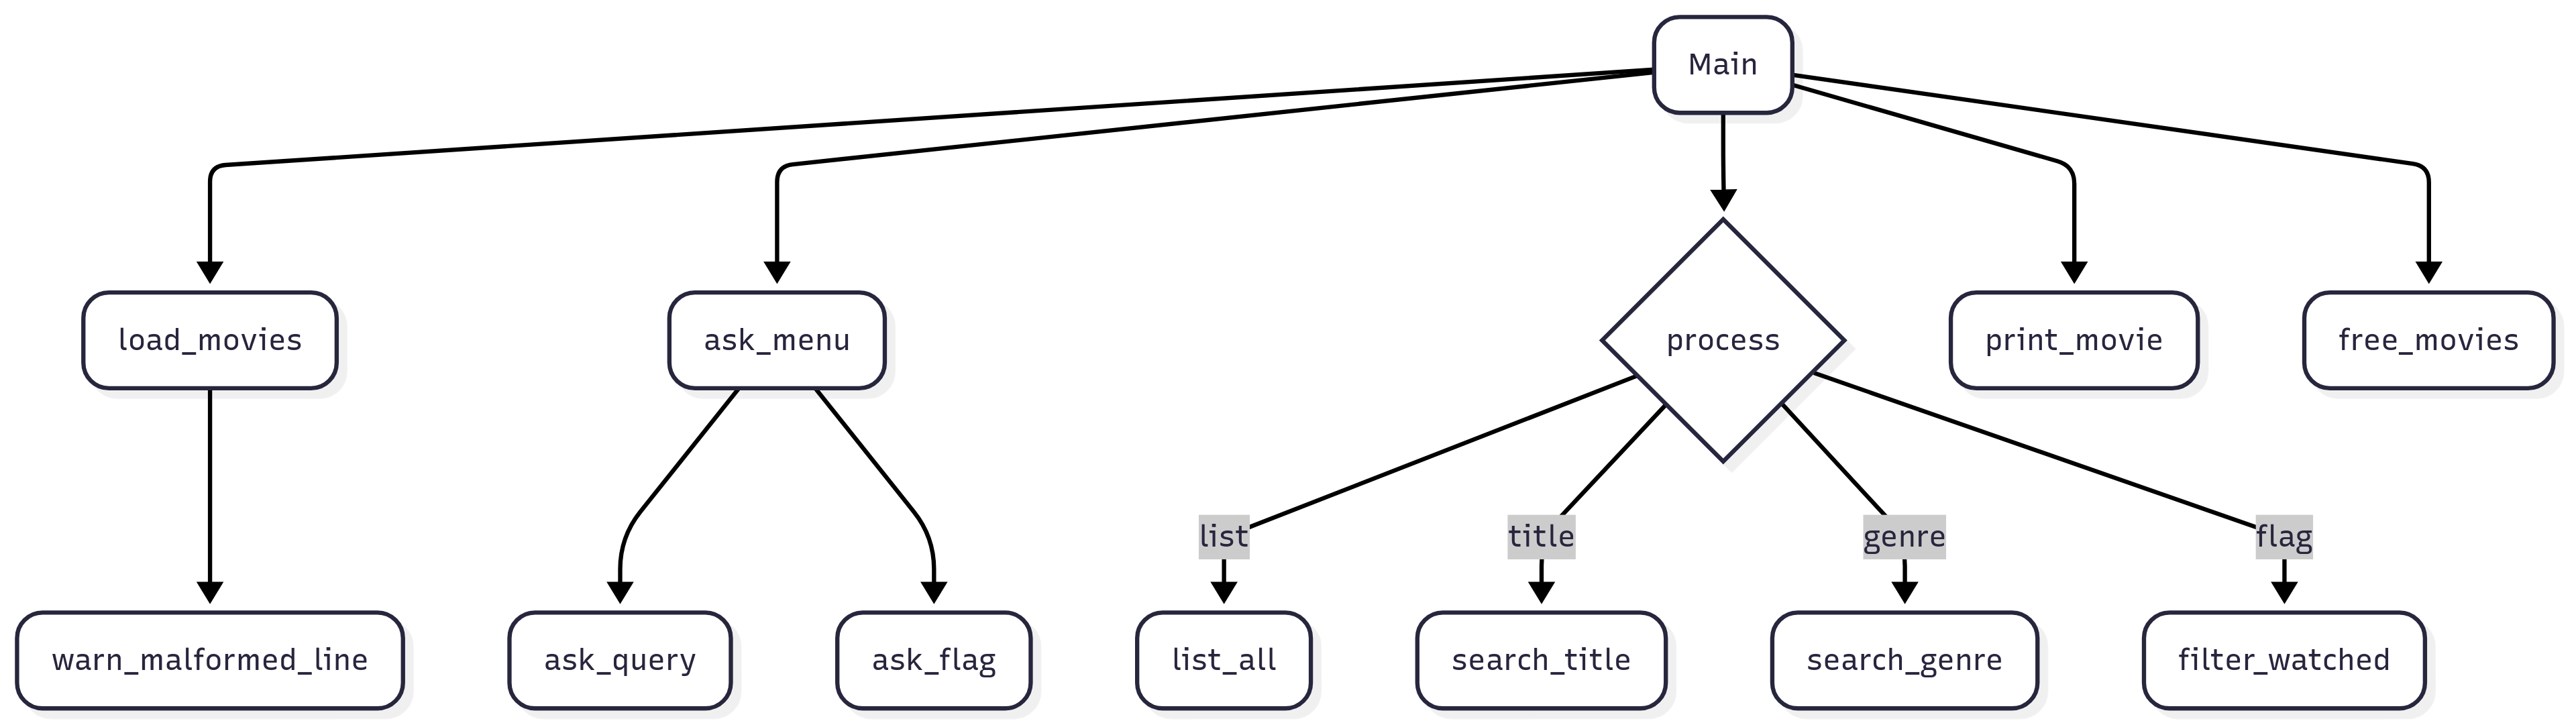 Main
load_movies
ask_menu
process
print_movie
free_movies
list
title
genre
flag
warn_malformed_line
ask_query
ask_flag
list_all
search_title
search_genre
filter_watched